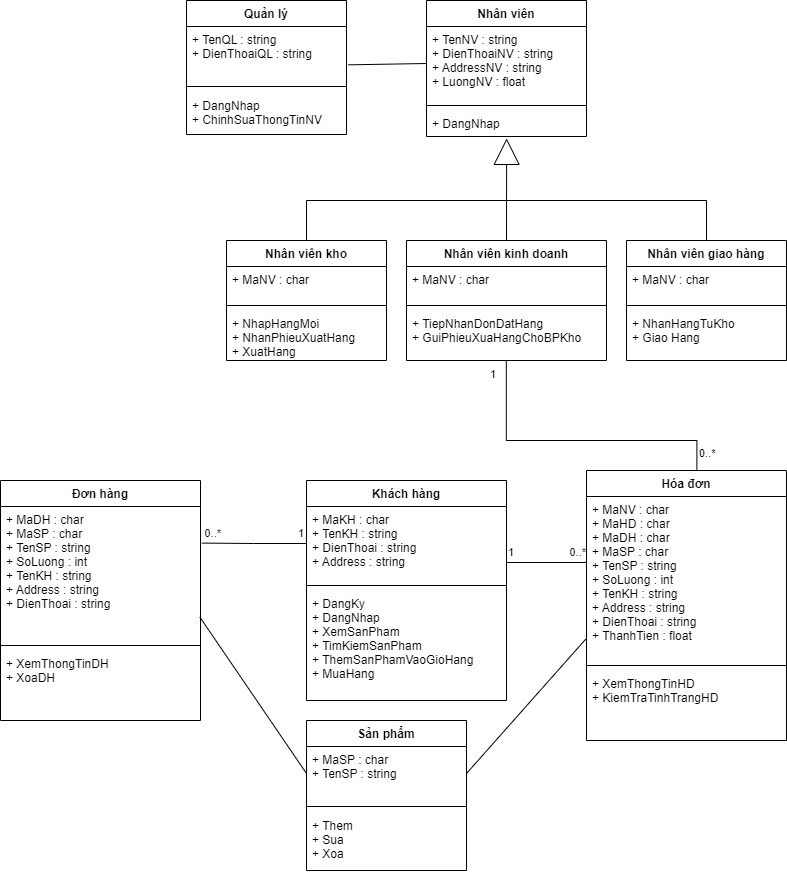 Quản lý
+ TenQL : string
+ DienThoaiQL : string
+ DangNhap
+ ChinhSuaThongTinNV
Nhân viên
+ TenNV : string
+ DienThoaiNV : string
+ AddressNV : string
+ LuongNV : float
+ DangNhap
Nhân viên kho
+ MaNV : char
+ NhapHangMoi
+ NhanPhieuXuatHang
+ XuatHang
Nhân viên kinh doanh
+ MaNV : char
+ TiepNhanDonDatHang
+ GuiPhieuXuaHangChoBPKho
Nhân viên giao hàng
+ MaNV : char
+ NhanHangTuKho
+ Giao Hang
1
0..*
Đơn hàng
+ MaDH : char
+ MaSP : char
+ TenSP : string
+ SoLuong : int
+ TenKH : string
+ Address : string
+ DienThoai : string
+ XemThongTinDH
+ XoaDH
0..*
1
Khách hàng
+ MaKH : char
+ TenKH : string
+ DienThoai : string
+ Address : string
+ DangKy
+ DangNhap
+ XemSanPham
+ TimKiemSanPham
+ ThemSanPhamVaoGioHang
+ MuaHang
1
0..*
Hóa đơn
+ MaNV : char
+ MaHD : char
+ MaDH : char
+ MaSP : char
+ TenSP : string
+ SoLuong : int
+ TenKH : string
+ Address : string
+ DienThoai : string
+ ThanhTien : float
+ XemThongTinHD
+ KiemTraTinhTrangHD
Sản phẩm
+ MaSP : char
+ TenSP : string
+ Them
+ Sua
+ Xoa